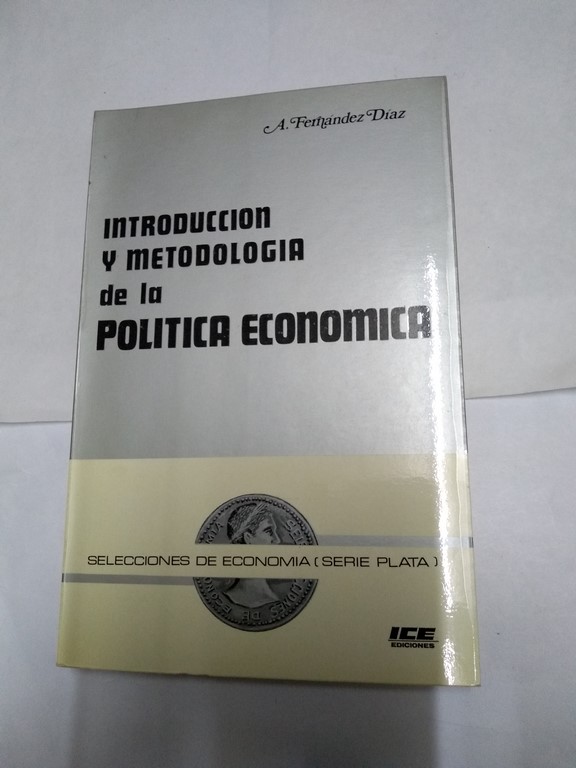 A. Fernández Díaz
INTRODUCCION
Y METODOLOGIA
de la
POLITICA ECONOMICA
SELECCIONES DE ECONOMIA (SERIE PLATA)
ICE
EDICIONES